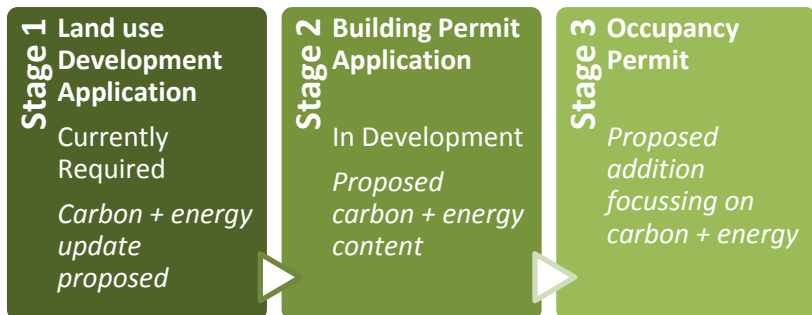 Stage 1
Land use
Development
Application
Currently
Required
Carbon + energy
update
proposed
Stage 2
Building Permit
Application
In Development
Proposed
carbon + energy
content
Stage 3
Occupancy
Permit
Proposed
addition
focussing on
carbon + energy